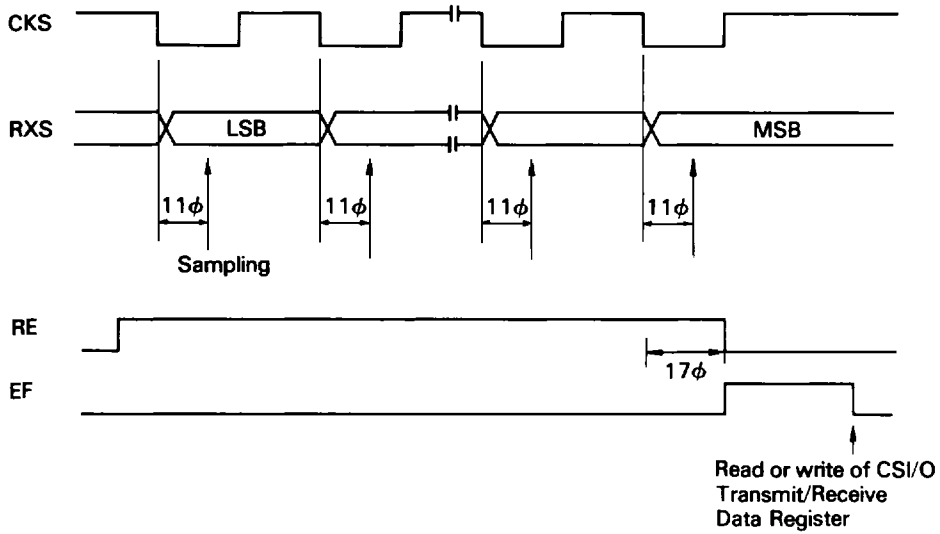 CKS
RXS
LSB
MSB
11ϕ
11ϕ
11ϕ
11ϕ
Sampling
RE
17ϕ
EF
Read or write of CSI/O
Transmit/Receive
Data Register